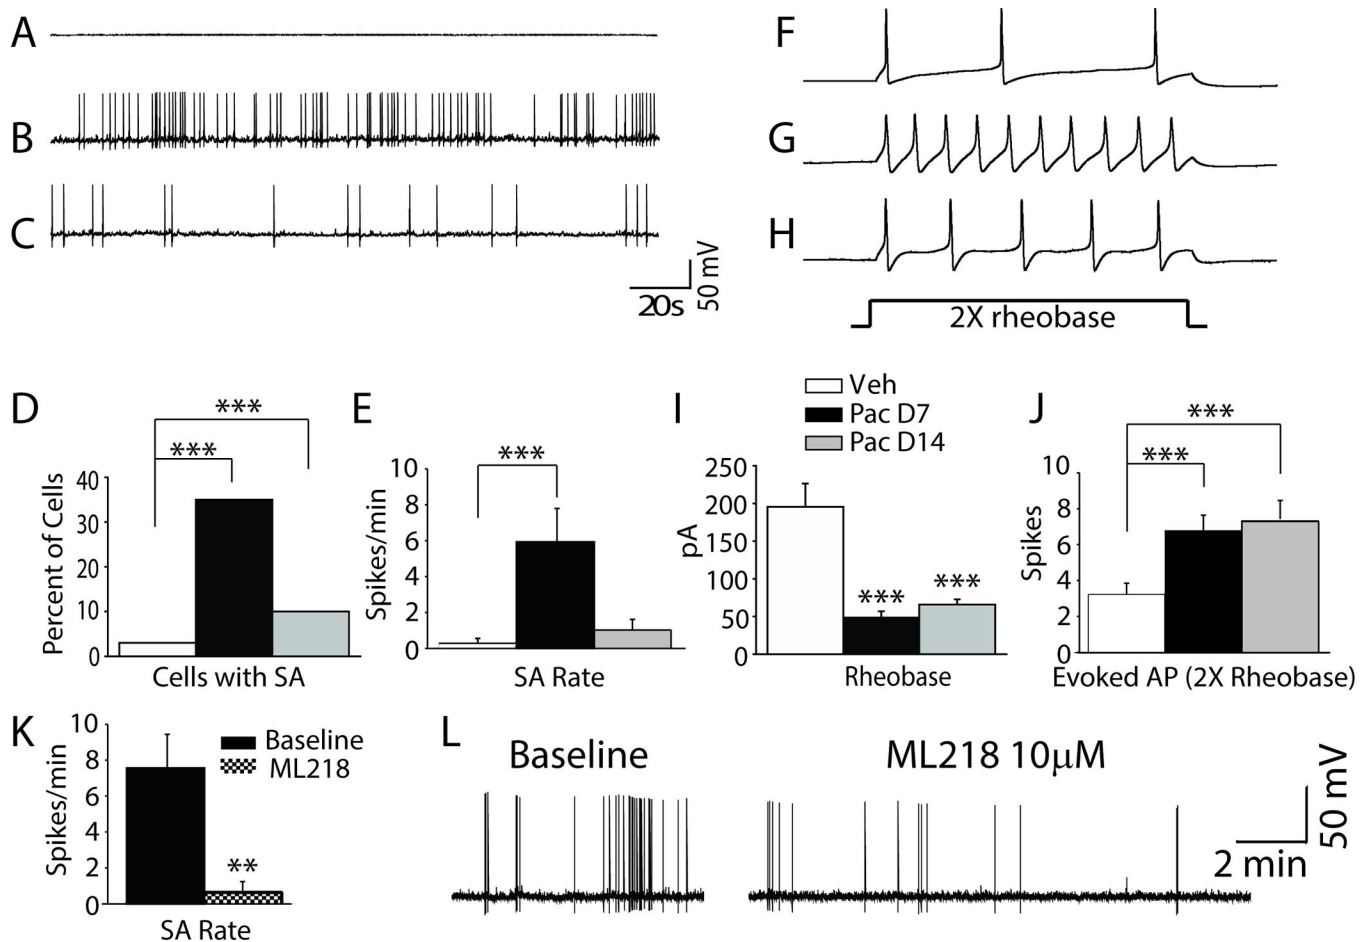 A
B
C
50 mV
20s
F
G
H
2X rheobase
D
***
***
Percent of Cells
40
30
20
10
0
Cells with SA
E
***
Spikes/min
10
8
6
4
2
0
SA Rate
Veh
Pac D7
Pac D14
I
pA
250
200
150
100
50
0
***
***
Rheobase
J
***
***
Spikes
10
8
6
4
2
0
Evoked AP (2X Rheobase)
K
Spikes/min
10
8
6
4
2
0
Baseline
ML218
**
SA Rate
L
Baseline
ML218 10μM
50 mV
2 min